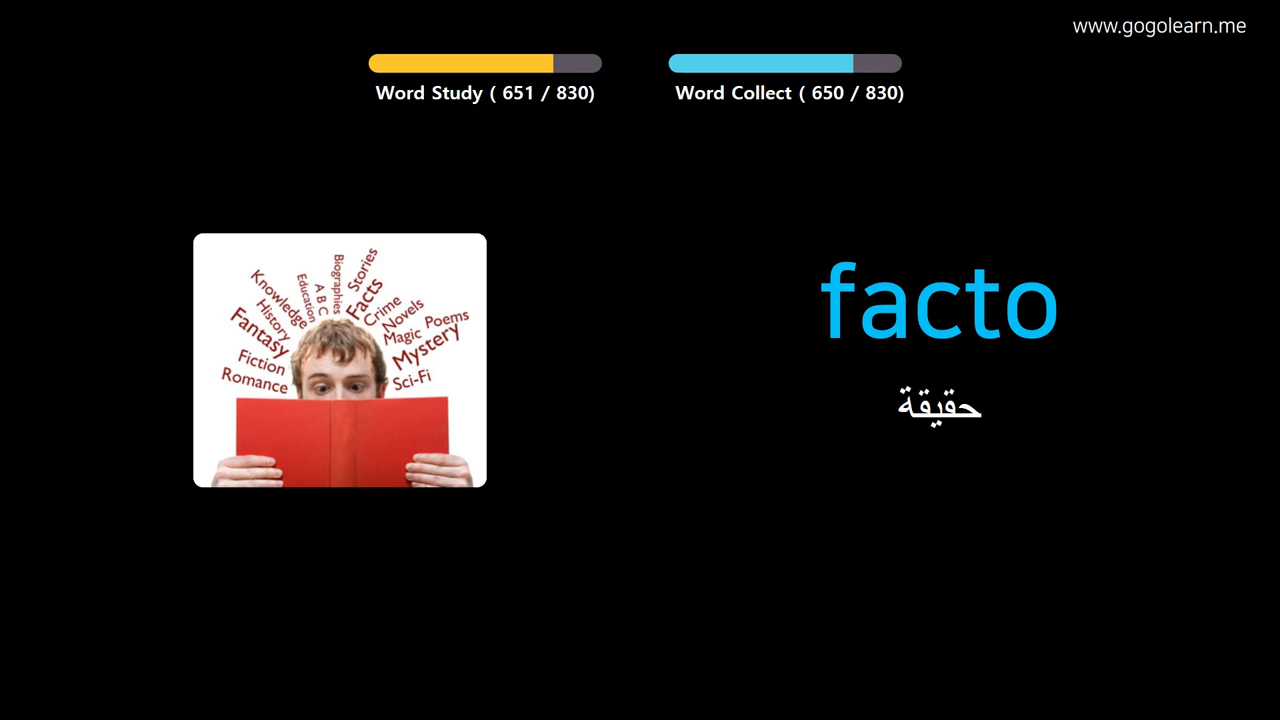 www.gogolearn.me
Word Study ( 651 / 830)
Word Collect ( 650 / 830)
Knowledge
History
Fantasy
Fiction
Romance
Education
A B C
Biographies
Stories
Facts
Crime
Novels
Magic
Poems
Mystery
Sci-Fi
facto
حقيقة